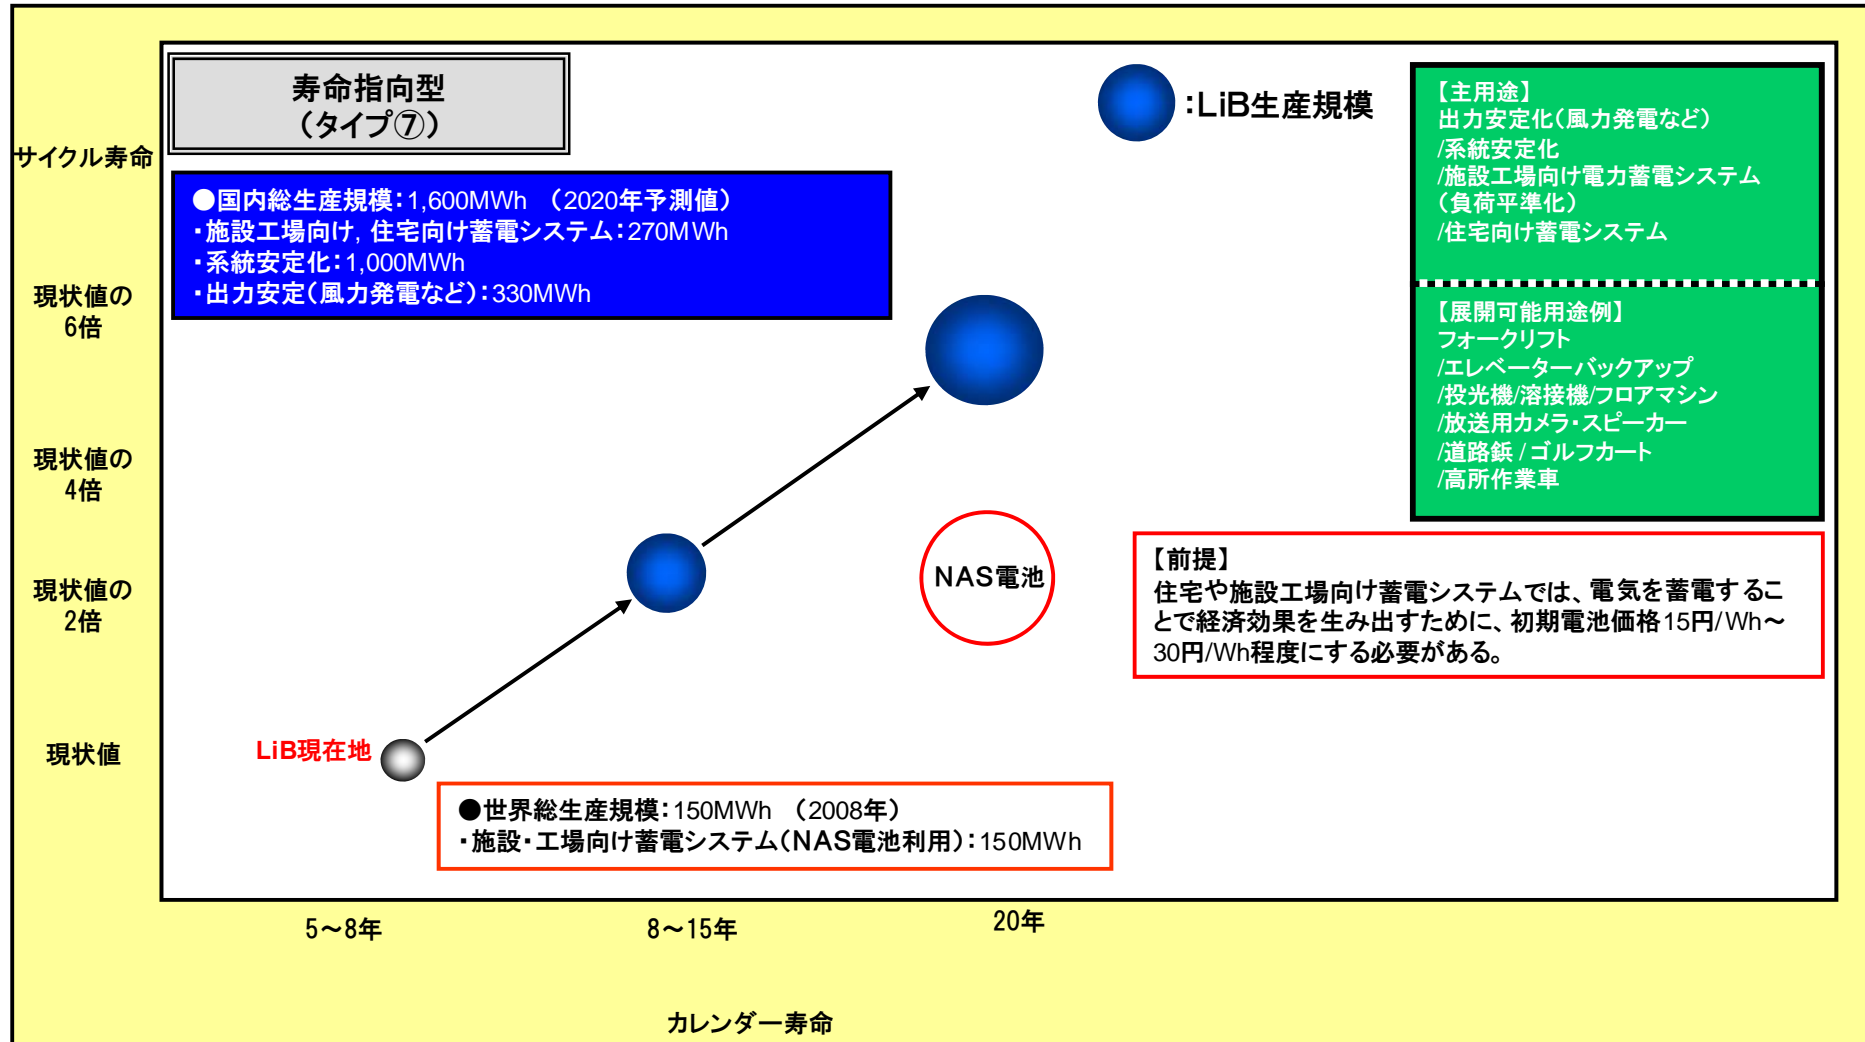 寿命指向型
（タイプ⑦）
：LiB生産規模
【主用途】
出力安定化（風力発電など）
/系統安定化
/施設工場向け電力蓄電システム
（負荷平準化）
/住宅向け蓄電システム
サイクル寿命
●国内総生産規模：1,600MWh （2020年予測値）
・施設工場向け, 住宅向け蓄電システム：270MWh
・系統安定化：1,000MWh
・出力安定（風力発電など）：330MWh
現状値の
6倍
【展開可能用途例】
フォークリフト
/エレベーターバックアップ
/投光機/溶接機/フロアマシン
/放送用カメラ・スピーカー
/道路鋲 / ゴルフカート
/高所作業車
現状値の
4倍
NAS電池
【前提】
住宅や施設工場向け蓄電システムでは、電気を蓄電するこ
とで経済効果を生み出すために、初期電池価格15円/Wh～
30円/Wh程度にする必要がある。
現状値の
2倍
LiB現在地
現状値
●世界総生産規模：150MWh （2008年）
・施設・工場向け蓄電システム（NAS電池利用）：150MWh
5～8年
8～15年
20年
カレンダー寿命